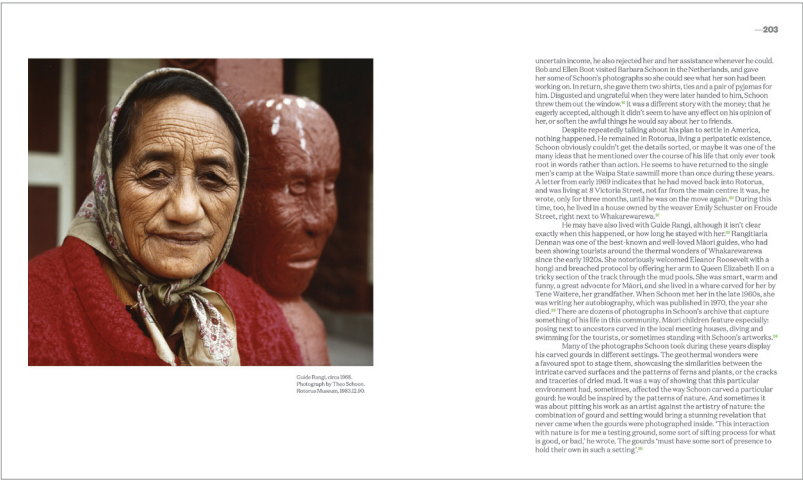 —203
uncertain income, he also rejected her and her assistance whenever he could.
Bob and Ellen Boot visited Barbara Schoon in the Netherlands, and gave
her some of Schoon's photographs so she could see what her son had been
working on. In return, she gave them two shirts, ties and a pair of pyjamas for
him. Disgusted and ungrateful when they were later handed to him, Schoon
threw them out the window. It was a different story with the money; that he
eagerly accepted, although it didn't seem to have any effect on his opinion of
her, or soften the awful things he would say about her to friends.
Despite repeatedly talking about his plan to settle in America,
nothing happened. He remained in Rotorua, living a peripatetic existence.
Schoon obviously couldn't get the details sorted, or maybe it was one of the
many ideas that he mentioned over the course of his life that only ever took
root in words rather than action. He seems to have returned to the single
men's camp at the Waipa State sawmill more than once during these years.
A letter from early 1969 indicates that he had moved back into Rotorua,
and was living at 8 Victoria Street, not far from the main centre: it was, he
wrote, only for three months, until he was on the move again. During this
time, too, he lived in a house owned by the weaver Emily Schuster on Froude
Street, right next to Whakarewarewa.
He may have also lived with Guide Rangi, although it isn't clear
exactly when this happened, or how long he stayed with her. Rangitiaria
Dennan was one of the best-known and well-loved Māori guides, who had
been showing tourists around the thermal wonders of Whakarewarewa
since the early 1920s. She notoriously welcomed Eleanor Roosevelt with a
hongi and breached protocol by offering her arm to Queen Elizabeth II on a
tricky section of the track through the mud pools. She was smart, warm and
funny, a great advocate for Māori, and she lived in a whare carved for her by
Tene Waitere, her grandfather. When Schoon met her in the late 1960s, she
was writing her autobiography, which was published in 1970, the year she
died. There are dozens of photographs in Schoon's archive that capture
something of his life in this community. Māori children feature especially:
posing next to ancestors carved in the local meeting houses, diving and
swimming for the tourists, or sometimes standing with Schoon's artworks.
Many of the photographs Schoon took during these years display
his carved gourds in different settings. The geothermal wonders were
a favoured spot to stage them, showcasing the similarities between the
intricate carved surfaces and the patterns of ferns and plants, or the cracks
and traceries of dried mud. It was a way of showing that this particular
environment had, sometimes, affected the way Schoon carved a particular
gourd: he would be inspired by the patterns of nature. And sometimes it
was about pitting his work as an artist against the artistry of nature: the
combination of gourd and setting would bring a stunning revelation that
never came when the gourds were photographed inside. 'This interaction
with nature is for me a testing ground, some sort of sifting process for what
is good, or bad,' he wrote. The gourds 'must have some sort of presence to
hold their own in such a setting'.
Guide Rangi, circa 1969.
Photograph by Theo Schoon.
Rotorua Museum,